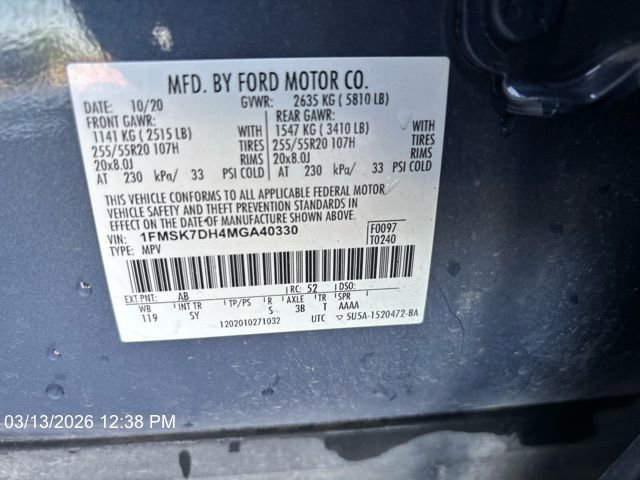 MFD. BY FORD MOTOR CO.
DATE: 10/20 GVWR: 2635 KG ( 5810 LB)
FRONT GAWR: REAR GAWR:
1141 KG ( 2515 LB) WITH 1547 KG ( 3410 LB) WITH
255/55R20 107H TIRES 255/55R20 107H TIRES
20x8.0J RIMS 20x8.0J RIMS
AT 230 kPa/ 33 PSI COLD AT 230 kPa/ 33 PSI COLD
THIS VEHICLE CONFORMS TO ALL APPLICABLE FEDERAL MOTOR
VEHICLE SAFETY AND THEFT PREVENTION STANDARDS IN
EFFECT ON THE DATE OF MANUFACTURE SHOWN ABOVE.
VIN: 1FMSK7DH4MGA40330 F0097
TYPE: MPV T0240
EXT PNT: AB RC: 52 DSO:
WB INT TR TP/PS R AXLE TR SPR
119 SY S 3B T AAAA
1202010271032 UTC ▽ 5U5A-1520472-BA
03/13/2026 12:38 PM